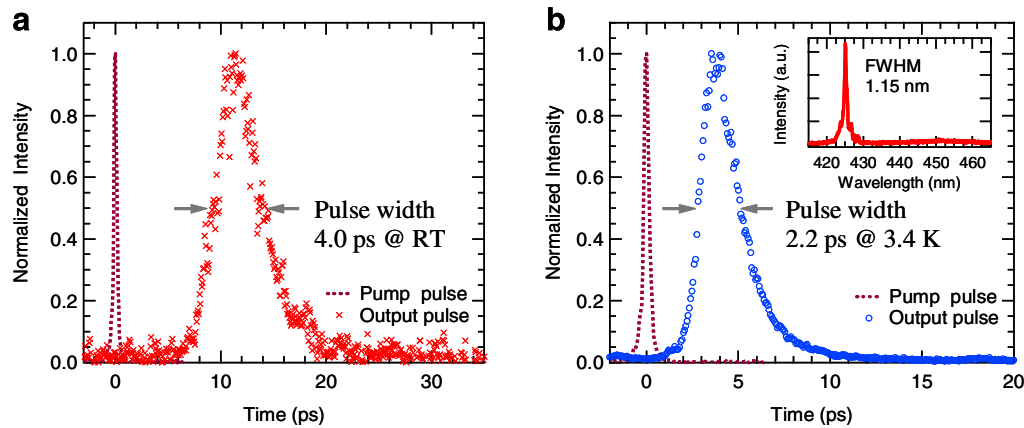 a
1.0
0.8
0.6
0.4
0.2
0.0
Normalized Intensity
0
10
20
30
Time (ps)
Pulse width
4.0 ps @ RT
Pump pulse
Output pulse
b
1.0
0.8
0.6
0.4
0.2
0.0
Normalized Intensity
0
5
10
15
20
Time (ps)
Pulse width
2.2 ps @ 3.4 K
Pump pulse
Output pulse
Intensity (a.u.)
FWHM
1.15 nm
420 430 440 450 460
Wavelength (nm)